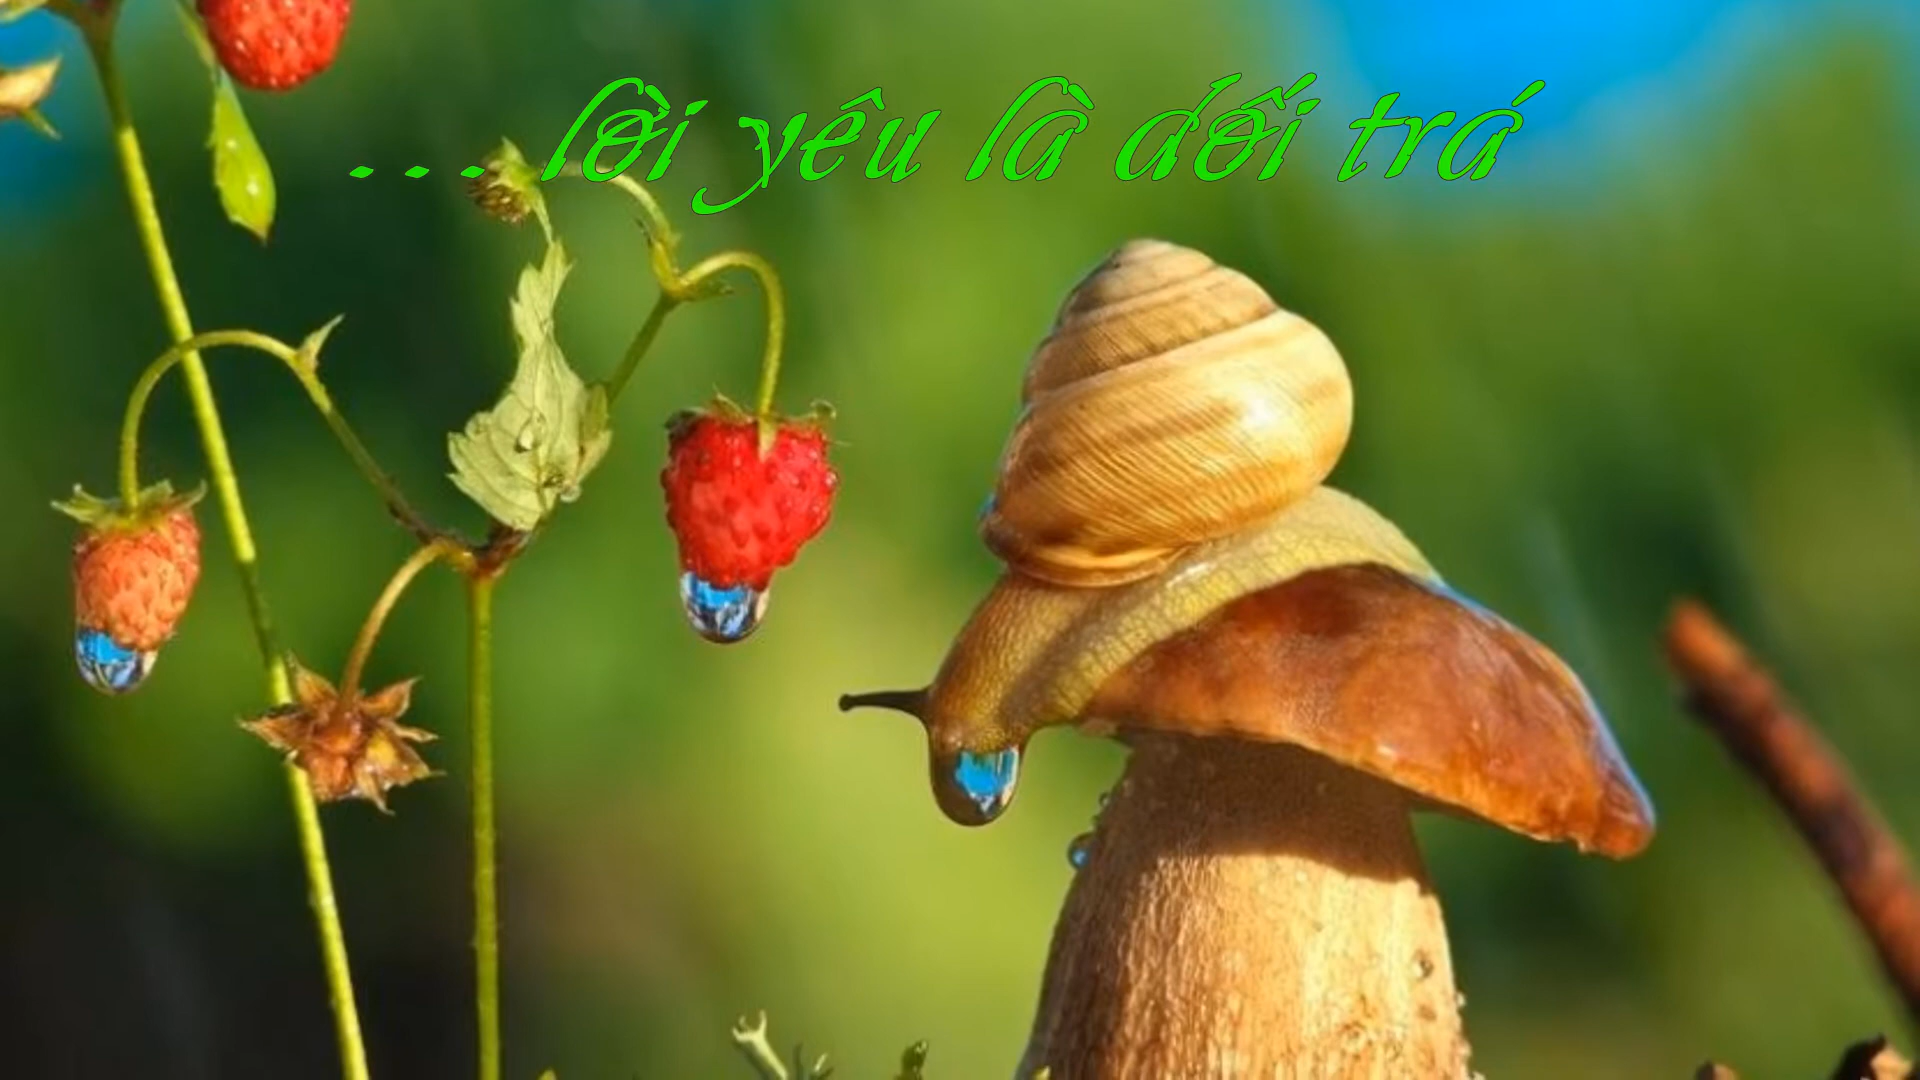 ... lời yêu là dối trá